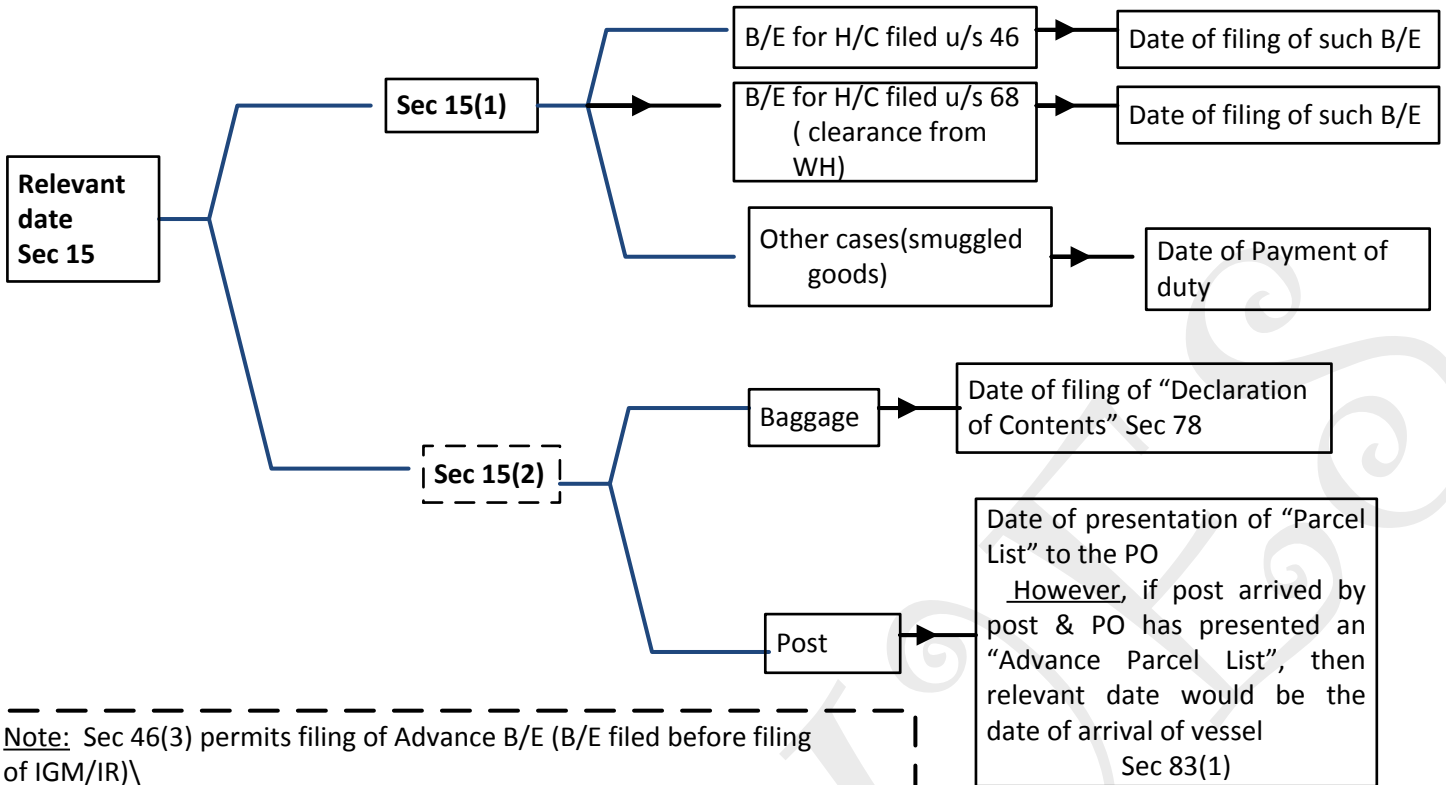 Relevant
date
Sec 15
Sec 15(1)
B/E for H/C filed u/s 46
Date of filing of such B/E
B/E for H/C filed u/s 68
( clearance from
WH)
Date of filing of such B/E
Other cases(smuggled
goods)
Date of Payment of
duty
Sec 15(2)
Baggage
Date of filing of “Declaration
of Contents” Sec 78
Post
Date of presentation of “Parcel
List” to the PO
However, if post arrived by
post & PO has presented an
“Advance Parcel List”, then
relevant date would be the
date of arrival of vessel
Sec 83(1)
Note: Sec 46(3) permits filing of Advance B/E (B/E filed before filing
of IGM/IR)\